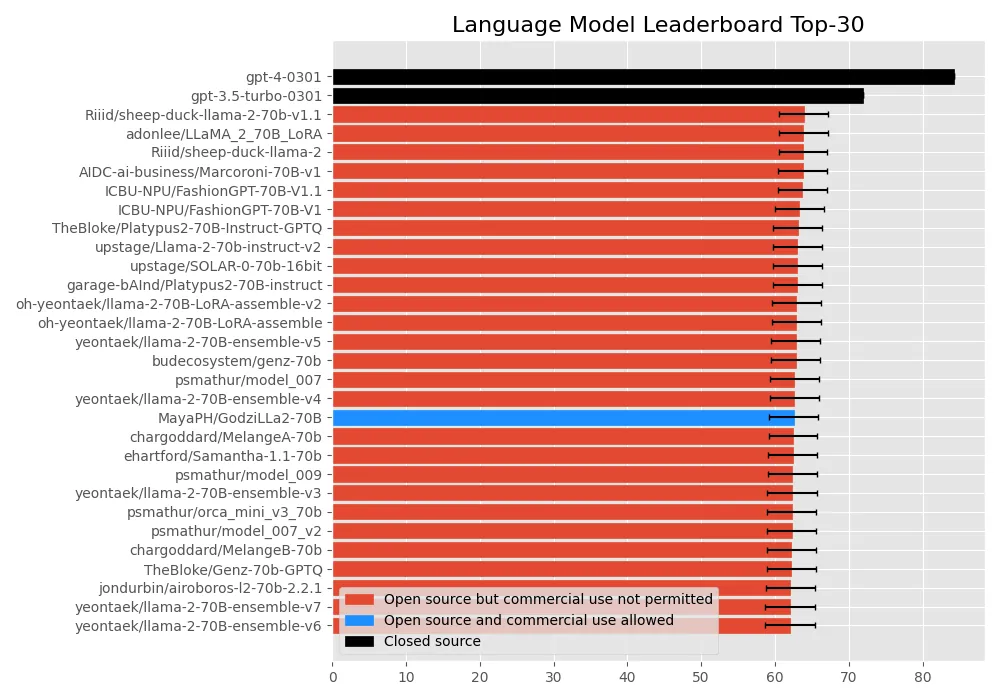 Language Model Leaderboard Top-30
gpt-4-0301
gpt-3.5-turbo-0301
Riiid/sheep-duck-llama-2-70b-v1.1
adonlee/LLaMA_2_70B_LoRA
Riiid/sheep-duck-llama-2
AIDC-ai-business/Marcoroni-70B-v1
ICBU-NPU/FashionGPT-70B-V1.1
ICBU-NPU/FashionGPT-70B-V1
TheBloke/Platypus2-70B-Instruct-GPTQ
upstage/Llama-2-70b-instruct-v2
upstage/SOLAR-0-70b-16bit
garage-bAInd/Platypus2-70B-instruct
oh-yeontaek/llama-2-70B-LoRA-assemble-v2
oh-yeontaek/llama-2-70B-LoRA-assemble
yeontaek/llama-2-70B-ensemble-v5
budecosystem/genz-70b
psmathur/model_007
yeontaek/llama-2-70B-ensemble-v4
MayaPH/GodziLLa2-70B
chargoddard/MelangeA-70b
ehartford/Samantha-1.1-70b
psmathur/model_009
yeontaek/llama-2-70B-ensemble-v3
psmathur/orca_mini_v3_70b
psmathur/model_007_v2
chargoddard/MelangeB-70b
TheBloke/Genz-70b-GPTQ
jondurbin/airoboros-l2-70b-2.2.1
yeontaek/llama-2-70B-ensemble-v7
yeontaek/llama-2-70B-ensemble-v6
Open source but commercial use not permitted
Open source and commercial use allowed
Closed source
0 10 20 30 40 50 60 70 80